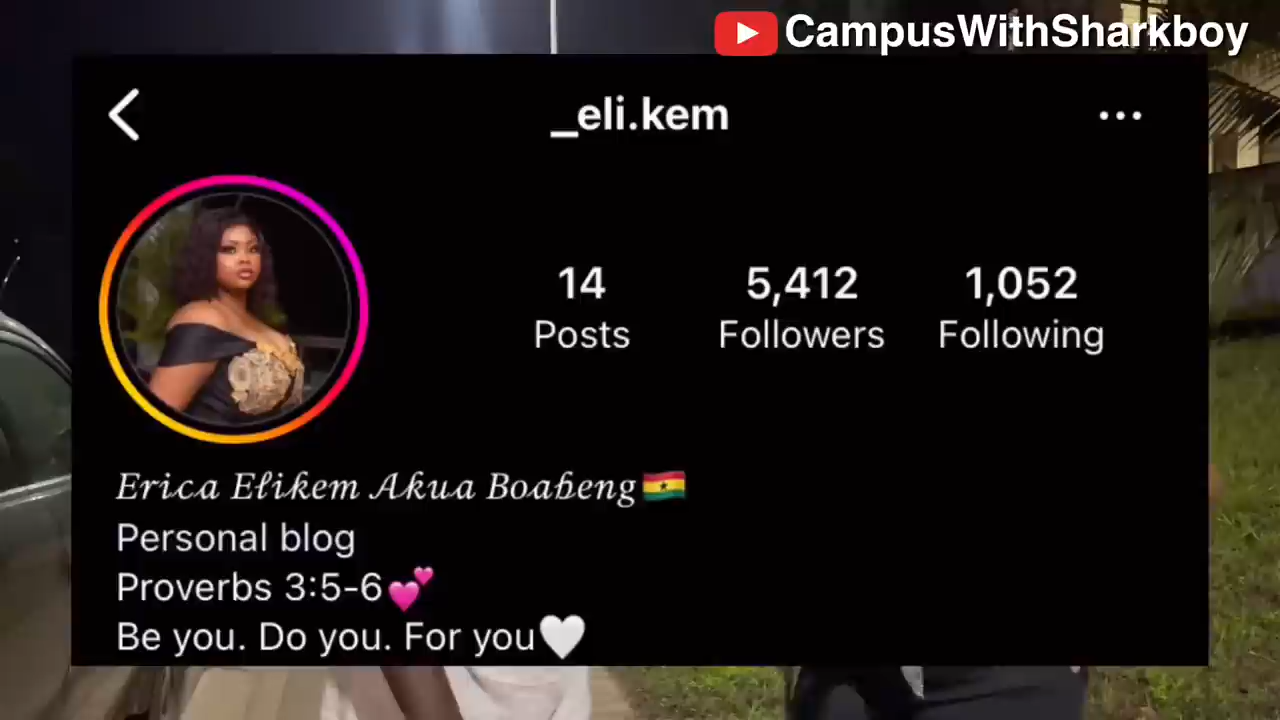 CampusWithSharkboy
_eli.kem
14 5,412 1,052
Posts Followers Following
Erica Elikem Akua Boabeng🇬🇭
Personal blog
Proverbs 3:5-6💕
Be you. Do you. For you🤍